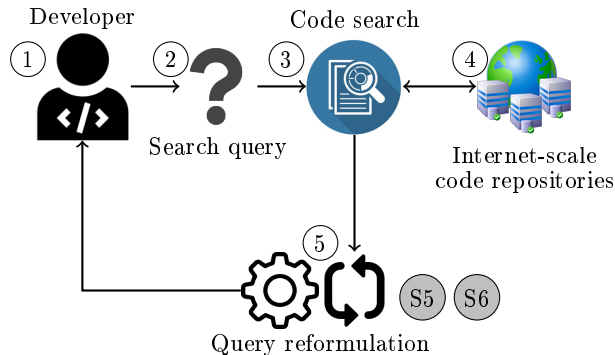 Developer
Code search
1
2
3
4
</>
Search query
Internet-scale
code repositories
5
S5
S6
Query reformulation